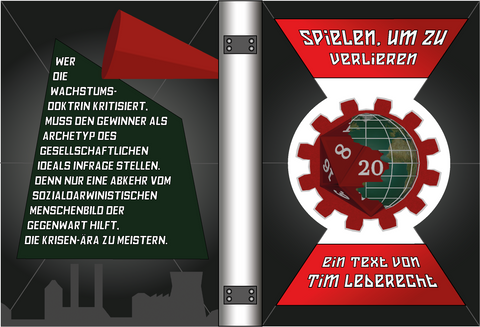 WER
DIE
WACHSTUMS-
DOKTRIN KRITISIERT,
MUSS DEN GEWINNER ALS
ARCHETYP DES
GESELLSCHAFTLICHEN
IDEALS INFRAGE STELLEN.
DENN NUR EINE ABKEHR VOM
SOZIALDARWINISTISCHEN
MENSCHENBILD DER
GEGENWART HILFT,
DIE KRISEN-ÄRA ZU MEISTERN.
SPIELEN, UM ZU
VERLIEREN
8
20
16
EIN TEXT VON
TIM LEBERECHT